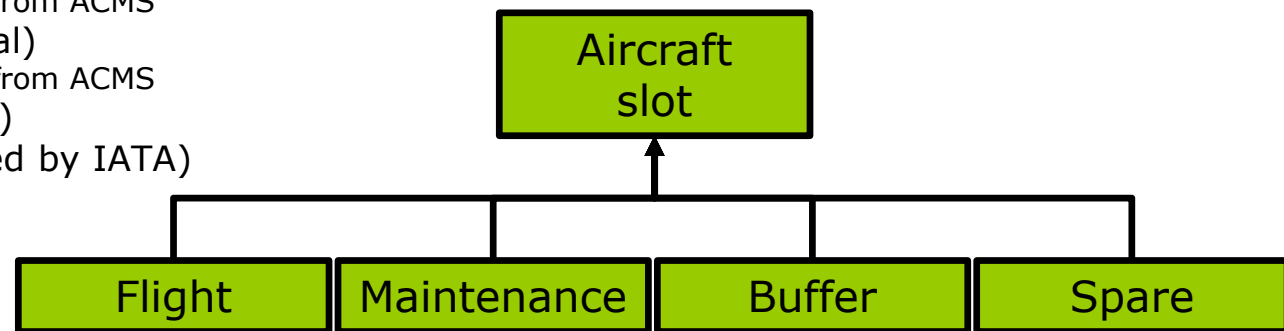 from ACMS
al)
from ACMS
)
ed by IATA)
Aircraft
slot
Flight
Maintenance
Buffer
Spare